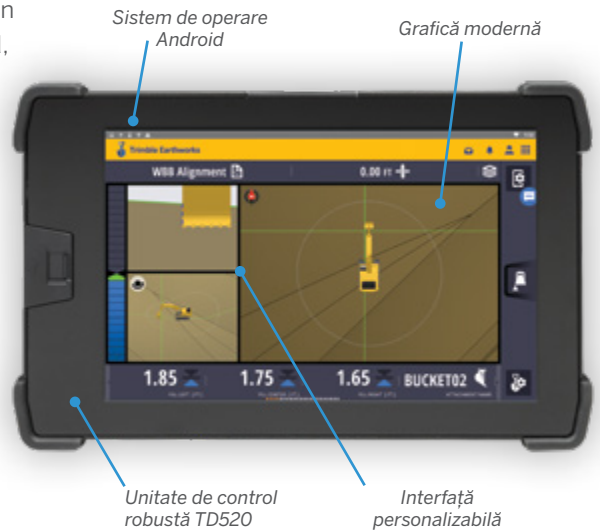 n
Sistem de operare
Android
Grafică modernă
Trimble Earthworks
WBB Alignment
0.00 FT
1.85
1.75
1.65
BUCKET02
Unitate de control
robustă TD520
Interfață
personalizabilă